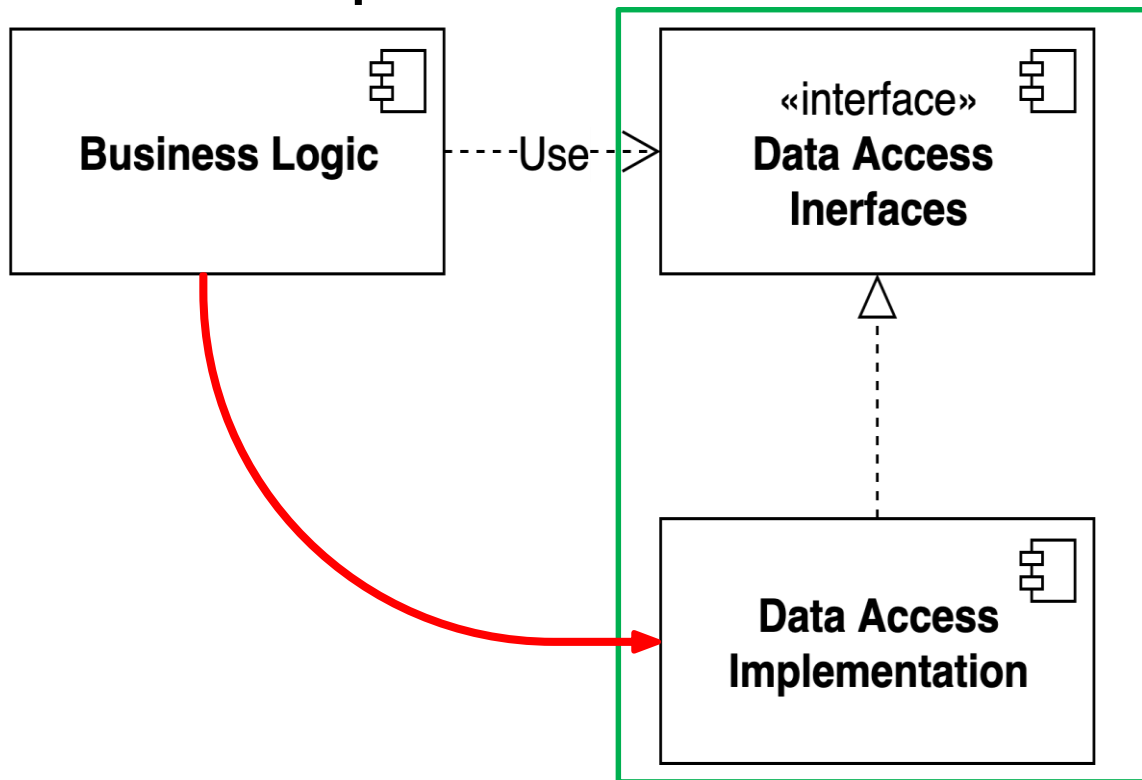 Business Logic
Use
«interface»
Data Access
Inerfaces
Data Access
Implementation